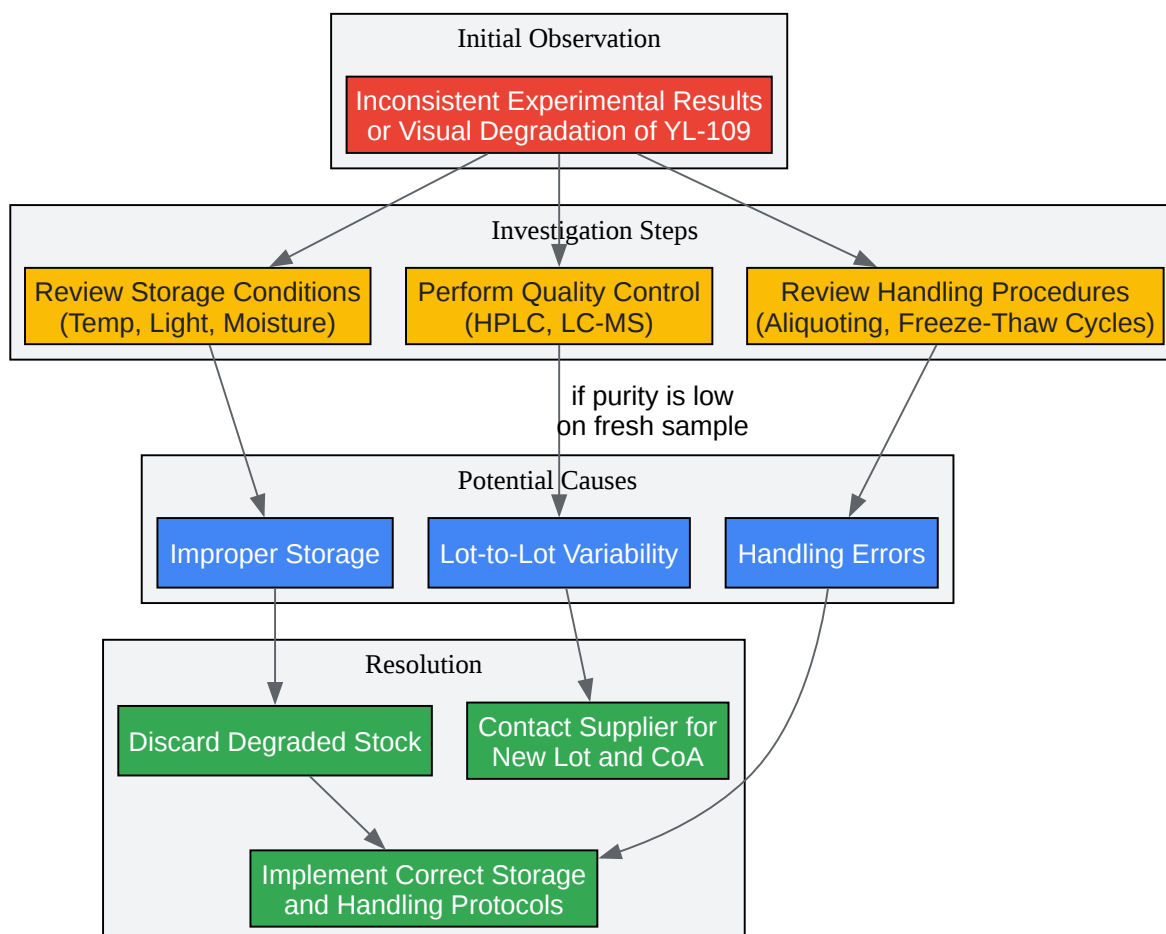 Initial Observation
Inconsistent Experimental Results
or Visual Degradation of YL-109
Investigation Steps
Review Storage Conditions
(Temp, Light, Moisture)
Perform Quality Control
(HPLC, LC-MS)
Review Handling Procedures
(Aliquoting, Freeze-Thaw Cycles)
if purity is low
on fresh sample
Potential Causes
Improper Storage
Lot-to-Lot Variability
Handling Errors
Resolution
Discard Degraded Stock
Contact Supplier for
New Lot and CoA
Implement Correct Storage
and Handling Protocols